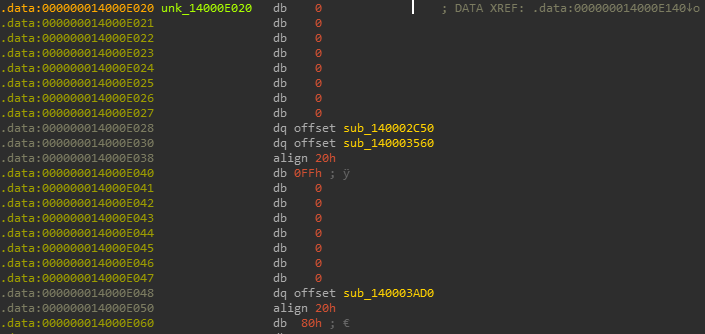 .data:000000014000E020 unk_14000E020 db 0 ; DATA XREF: .data:000000014000E140↓o
.data:000000014000E021 db 0
.data:000000014000E022 db 0
.data:000000014000E023 db 0
.data:000000014000E024 db 0
.data:000000014000E025 db 0
.data:000000014000E026 db 0
.data:000000014000E027 db 0
.data:000000014000E028 dq offset sub_140002C50
.data:000000014000E030 dq offset sub_140003560
.data:000000014000E038 align 20h
.data:000000014000E040 db 0FFh ; ÿ
.data:000000014000E041 db 0
.data:000000014000E042 db 0
.data:000000014000E043 db 0
.data:000000014000E044 db 0
.data:000000014000E045 db 0
.data:000000014000E046 db 0
.data:000000014000E047 db 0
.data:000000014000E048 dq offset sub_140003AD0
.data:000000014000E050 align 20h
.data:000000014000E060 db 80h ; €